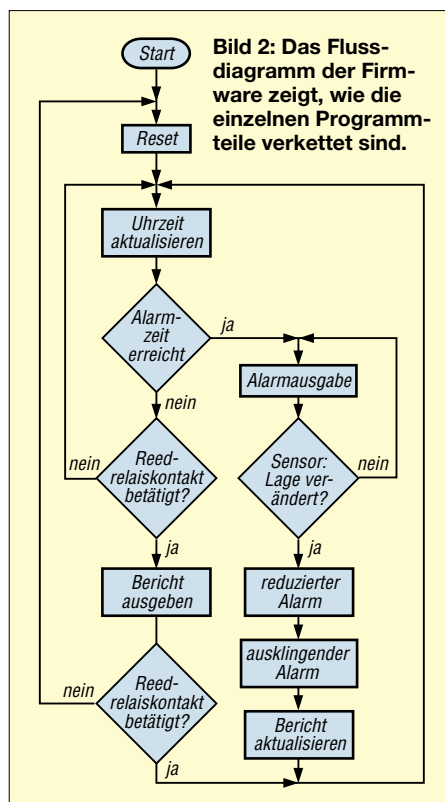 Start
Bild 2: Das Fluss-
diagramm der Firm-
ware zeigt, wie die
einzelnen Programm-
teile verkettet sind.
Reset
Uhrzeit
aktualisieren
Alarm-
zeit
erreicht
ja
nein
Alarmausgabe
nein
Reed-
relaiskontakt
betätigt?
Sensor:
Lage ver-
ändert?
nein
ja
ja
Bericht
ausgeben
reduzierter
Alarm
ausklingender
Alarm
nein
Reed-
relaiskontakt
betätigt?
Bericht
aktualisieren
ja